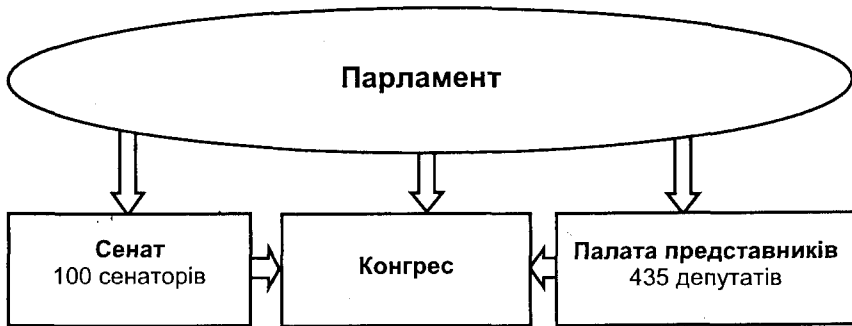 Парламент
Сенат
100 сенаторів
Конгрес
Палата представників
435 депутатів